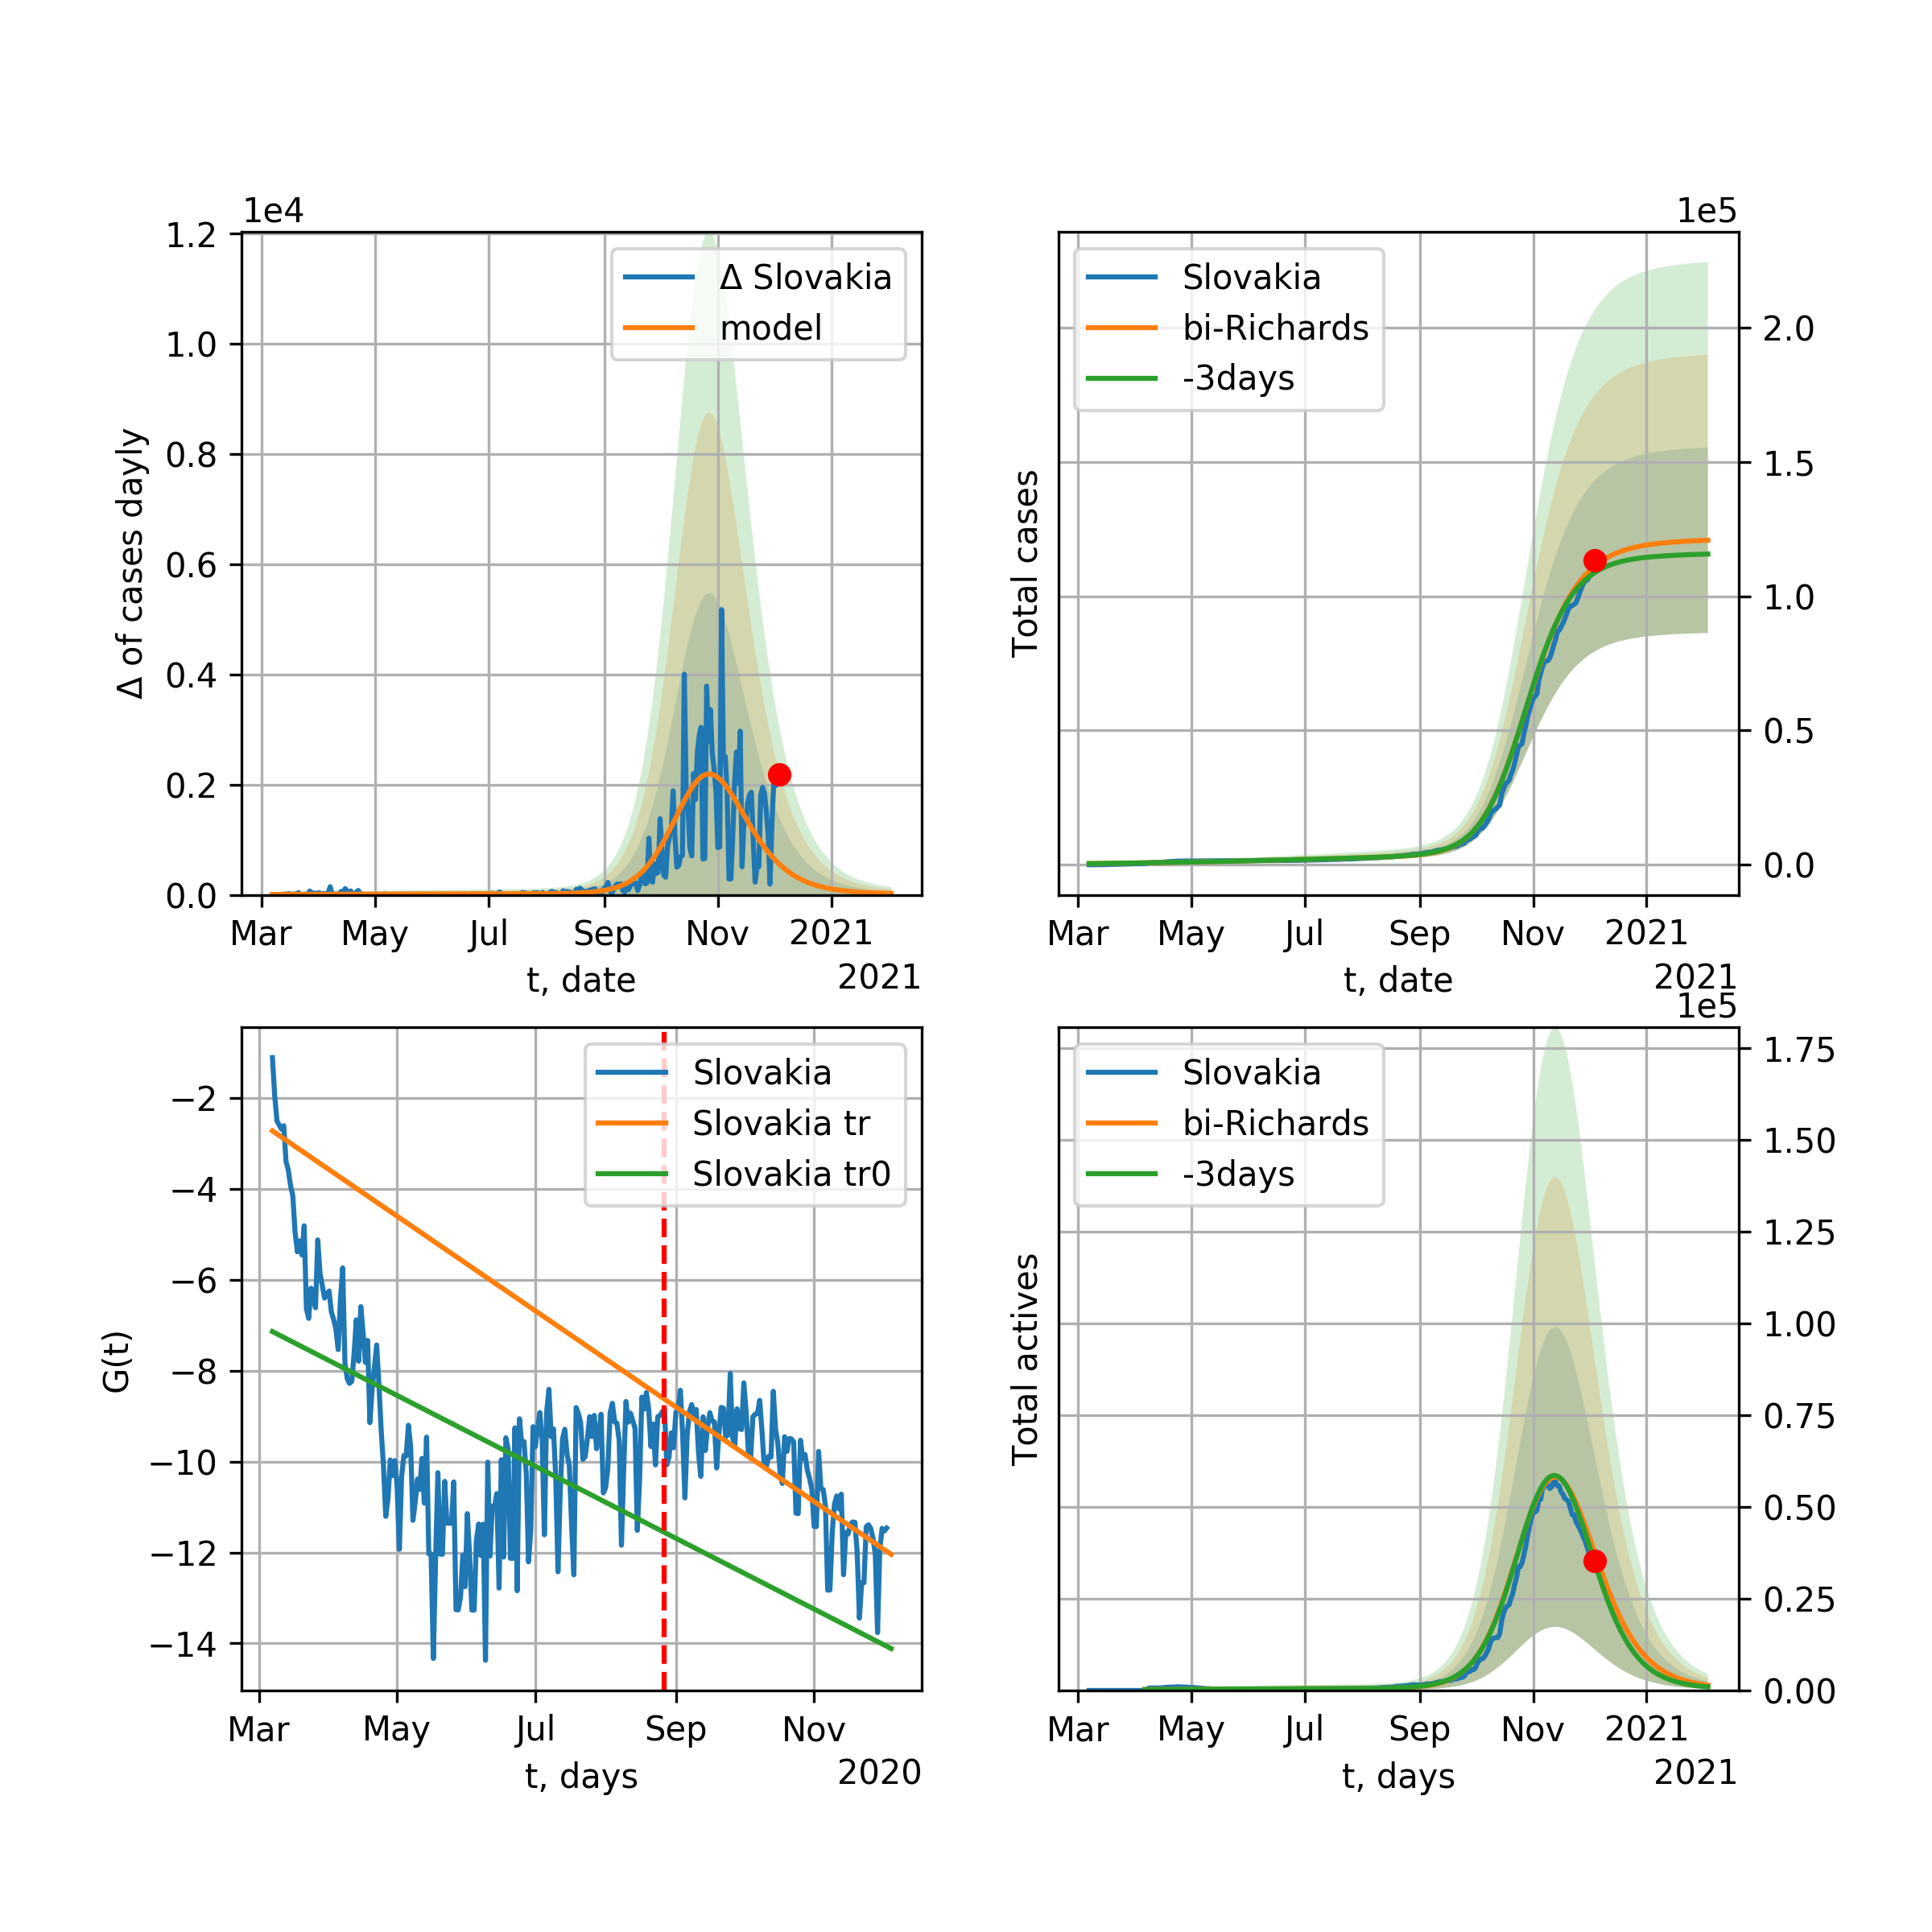 1e4
1.2
1.0
0.8
0.6
0.4
0.2
0.0
Δ of cases dayly
Δ Slovakia
model
Mar May Jul Sep Nov 2021
t, date
2021
1e5
Slovakia
bi-Richards
-3days
Total cases
2.0
1.5
1.0
0.5
0.0
Mar May Jul Sep Nov 2021
t, date
2021
−2
−4
−6
−8
−10
−12
−14
G(t)
Slovakia
Slovakia tr
Slovakia tr0
Mar May Jul Sep Nov
t, days
2020
1e5
Slovakia
bi-Richards
-3days
Total actives
1.75
1.50
1.25
1.00
0.75
0.50
0.25
0.00
Mar May Jul Sep Nov 2021
t, days
2021